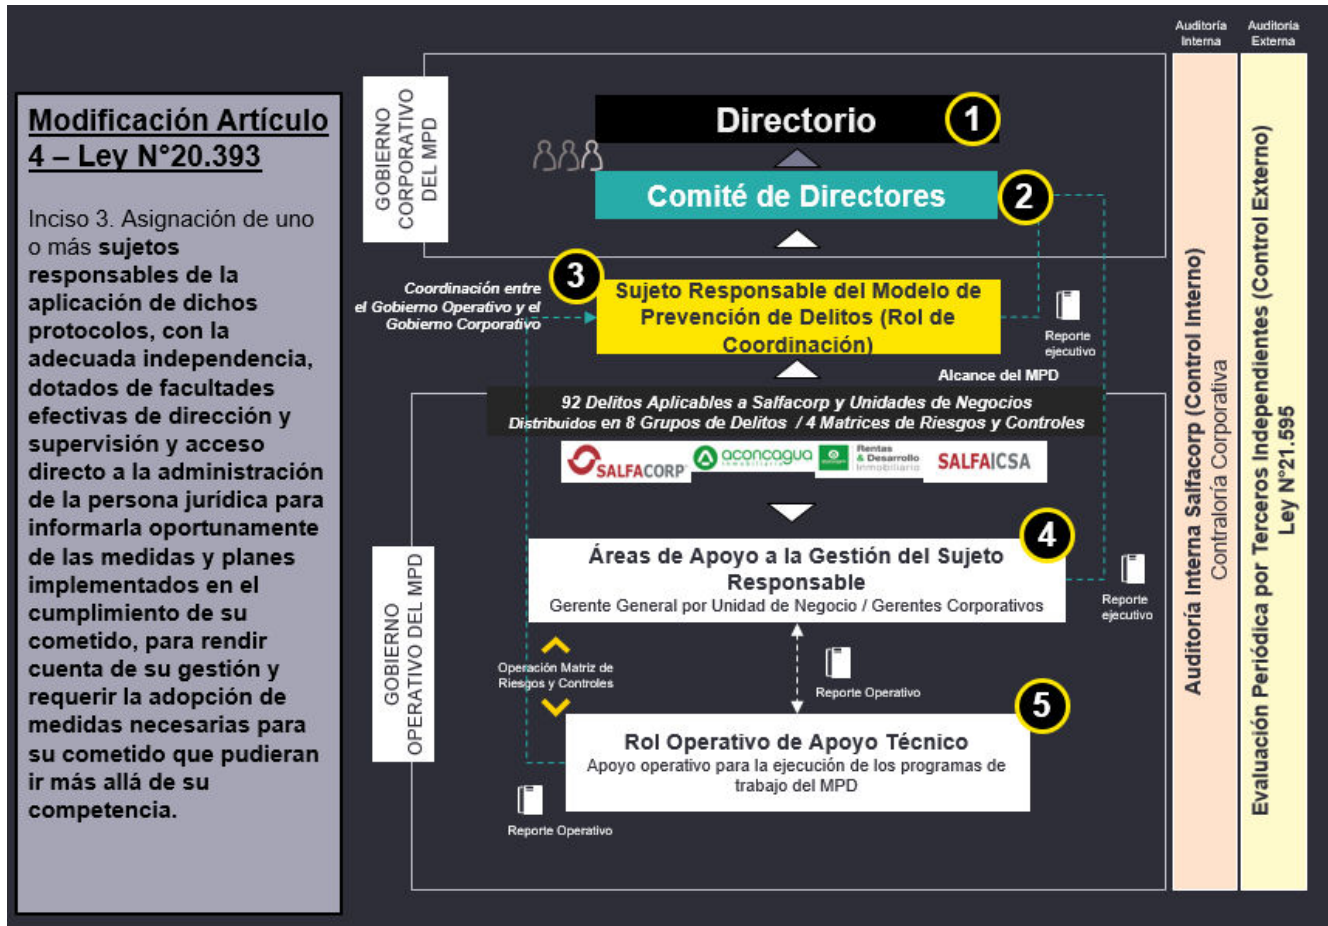 Modificación Artículo
4 – Ley N°20.393
Inciso 3. Asignación de uno
o más sujetos
responsables de la
aplicación de dichos
protocolos, con la
adecuada independencia,
dotados de facultades
efectivas de dirección y
supervisión y acceso
directo a la administración
de la persona jurídica para
informarla oportunamente
de las medidas y planes
implementados en el
cumplimiento de su
cometido, para rendir
cuenta de su gestión y
requerir la adopción de
medidas necesarias para
su cometido que pudieran
ir más allá de su
competencia.
GOBIERNO
CORPORATIVO
DEL MPD
Directorio
1
Comité de Directores
2
3
Coordinación entre
el Gobierno Operativo y el
Gobierno Corporativo
Sujeto Responsable del Modelo de
Prevención de Delitos (Rol de
Coordinación)
Reporte
ejecutivo
Alcance del MPD
92 Delitos Aplicables a Salfacorp y Unidades de Negocios
Distribuidos en 8 Grupos de Delitos / 4 Matrices de Riesgos y Controles
SALFACORP
aconcagua
inmobiliaria
Rentas
& Desarrollo
Inmobiliario
SALFAICSA
GOBIERNO
OPERATIVO DEL MPD
4
Áreas de Apoyo a la Gestión del Sujeto
Responsable
Gerente General por Unidad de Negocio / Gerentes Corporativos
Reporte
ejecutivo
Operación Matriz de
Riesgos y Controles
Reporte Operativo
5
Rol Operativo de Apoyo Técnico
Apoyo operativo para la ejecución de los programas de
trabajo del MPD
Reporte Operativo
Auditoría
Interna
Auditoría Interna Salfacorp (Control Interno)
Contraloría Corporativa
Auditoria
Externa
Evaluación Periódica por Terceros Independientes (Control Externo)
Ley N°21.595